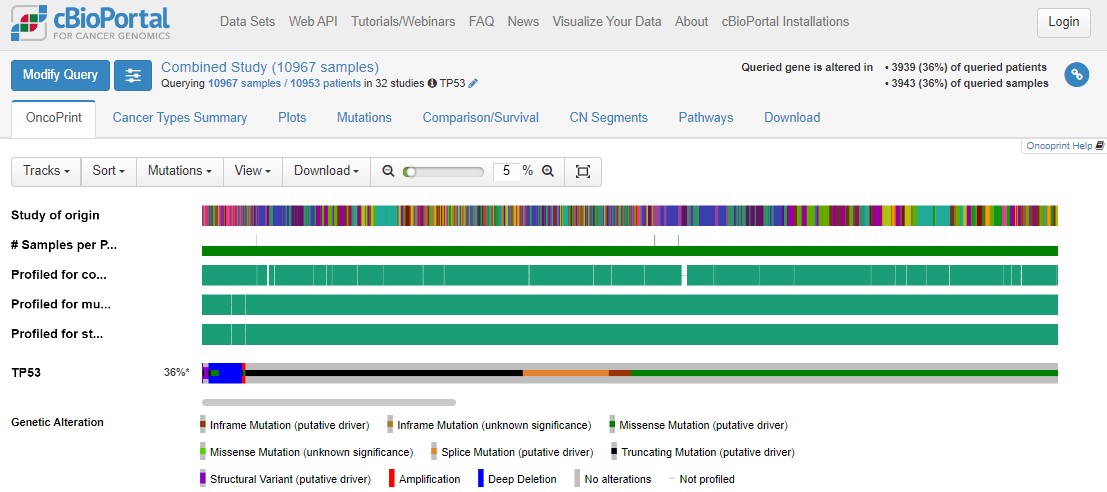 cBioPortal
FOR CANCER GENOMICS
Data Sets Web API Tutorials/Webinars FAQ News Visualize Your Data About cBioPortal Installations
Login
Modify Query
Combined Study (10967 samples)
Querying 10967 samples / 10953 patients in 32 studies TP53
Queried gene is altered in
• 3939 (36%) of queried patients
• 3943 (36%) of queried samples
OncoPrint Cancer Types Summary Plots Mutations Comparison/Survival CN Segments Pathways Download
Oncoprint Help
Tracks Sort Mutations View Download 5 %
Study of origin
# Samples per P...
Profiled for co...
Profiled for mu...
Profiled for st...
TP53 36%*
Genetic Alteration
Inframe Mutation (putative driver) Inframe Mutation (unknown significance) Missense Mutation (putative driver)
Missense Mutation (unknown significance) Splice Mutation (putative driver) Truncating Mutation (putative driver)
Structural Variant (putative driver) Amplification Deep Deletion No alterations Not profiled